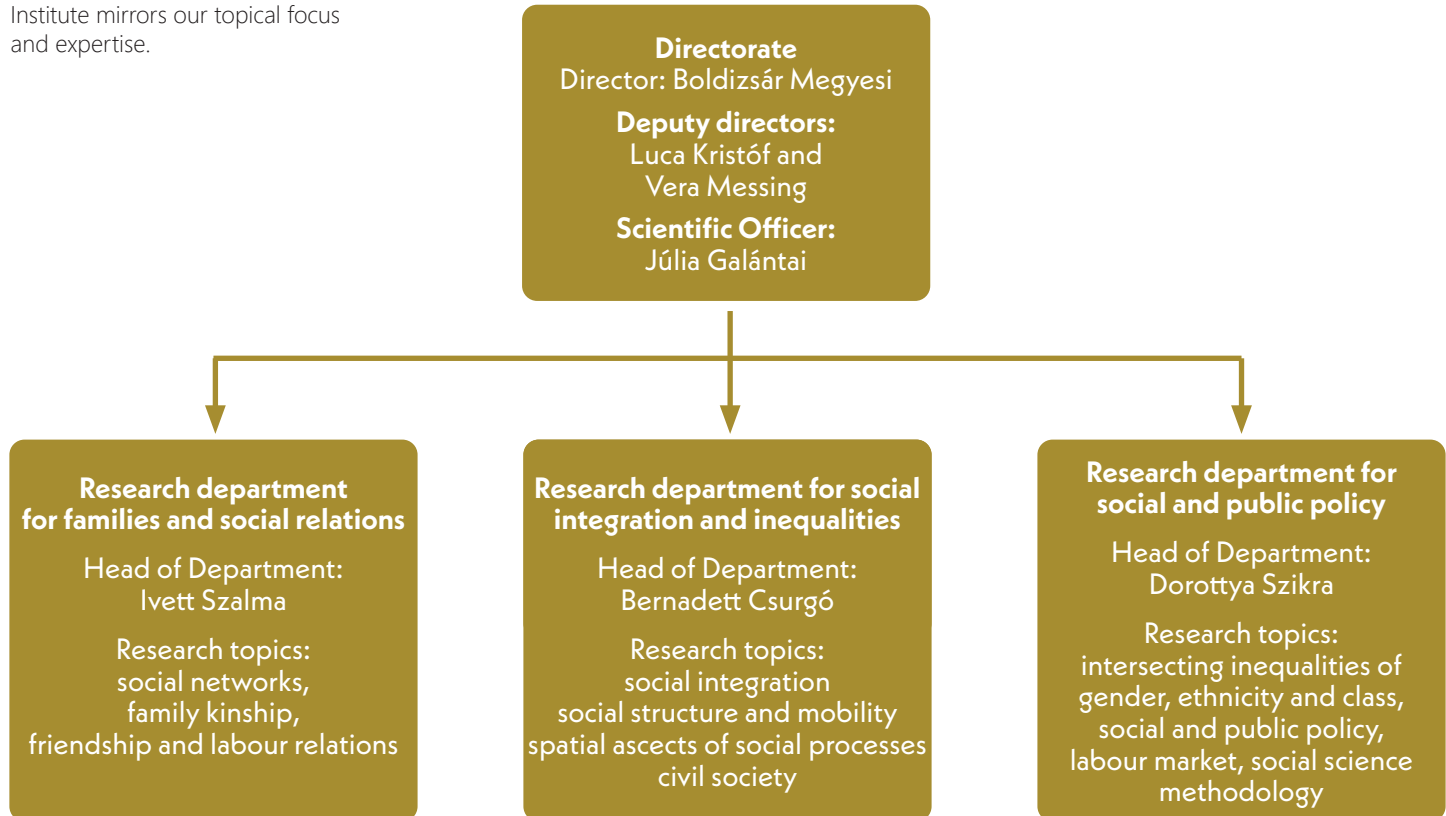 Institute mirrors our topical focus
and expertise.
Directorate
Director: Boldizsár Megyesi
Deputy directors:
Luca Kristóf and
Vera Messing
Scientific Officer:
Júlia Galántai
Research department
for families and social relations
Head of Department:
Ivett Szalma
Research topics:
social networks,
family kinship,
friendship and labour relations
Research department for social
integration and inequalities
Head of Department:
Bernadett Csurgó
Research topics:
social integration
social structure and mobility
spatial aspects of social processes
civil society
Research department for
social and public policy
Head of Department:
Dorottya Szikra
Research topics:
intersecting inequalities of
gender, ethnicity and class,
social and public policy,
labour market, social science
methodology